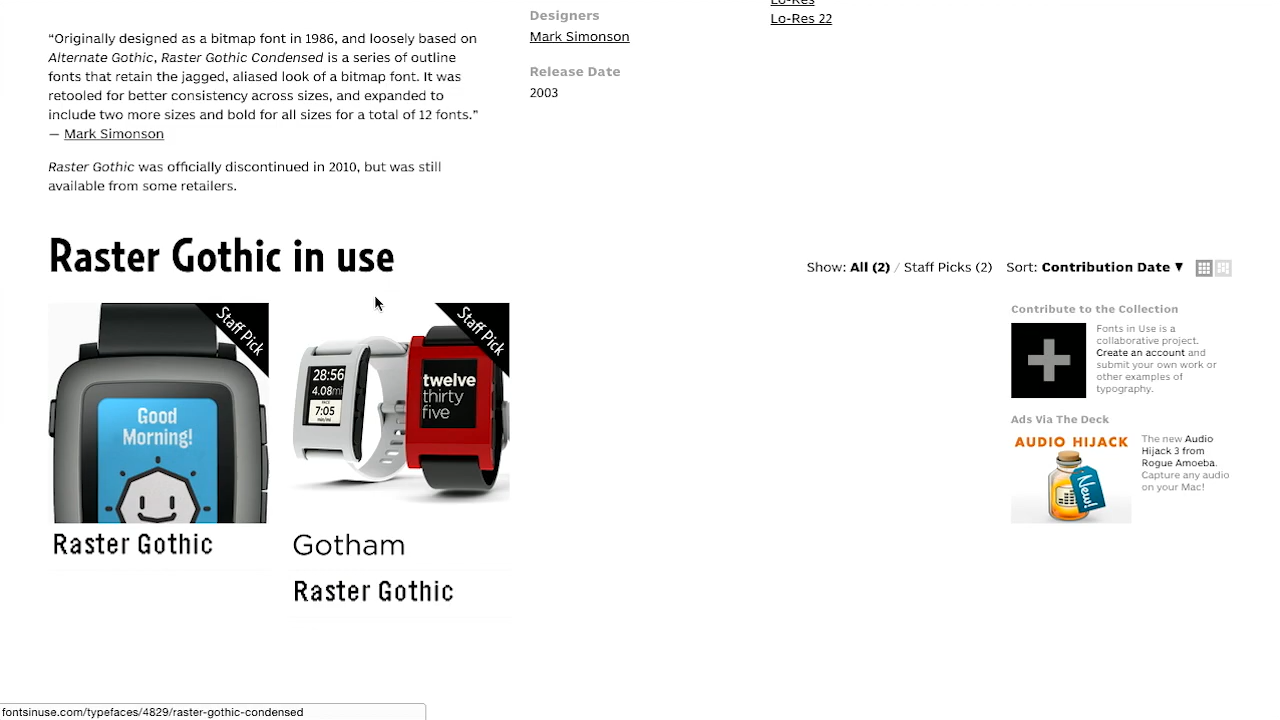 Lo-Res
Lo-Res 22
Designers
Mark Simonson
Release Date
2003
“Originally designed as a bitmap font in 1986, and loosely based on
Alternate Gothic, Raster Gothic Condensed is a series of outline
fonts that retain the jagged, aliased look of a bitmap font. It was
retooled for better consistency across sizes, and expanded to
include two more sizes and bold for all sizes for a total of 12 fonts.”
— Mark Simonson
Raster Gothic was officially discontinued in 2010, but was still
available from some retailers.
Raster Gothic in use
Show: All (2) / Staff Picks (2) Sort: Contribution Date ▼
Staff Pick
Good
Morning!
Raster Gothic
Staff Pick
28:56
4.08mi
PACE
7:05
twelve
thirty
five
Gotham
Raster Gothic
Contribute to the Collection
Fonts in Use is a
collaborative project.
Create an account and
submit your own work or
other examples of
typography.
Ads Via The Deck
AUDIO HIJACK
New!
The new Audio
Hijack 3 from
Rogue Amoeba.
Capture any audio
on your Mac!
fontsinuse.com/typefaces/4829/raster-gothic-condensed